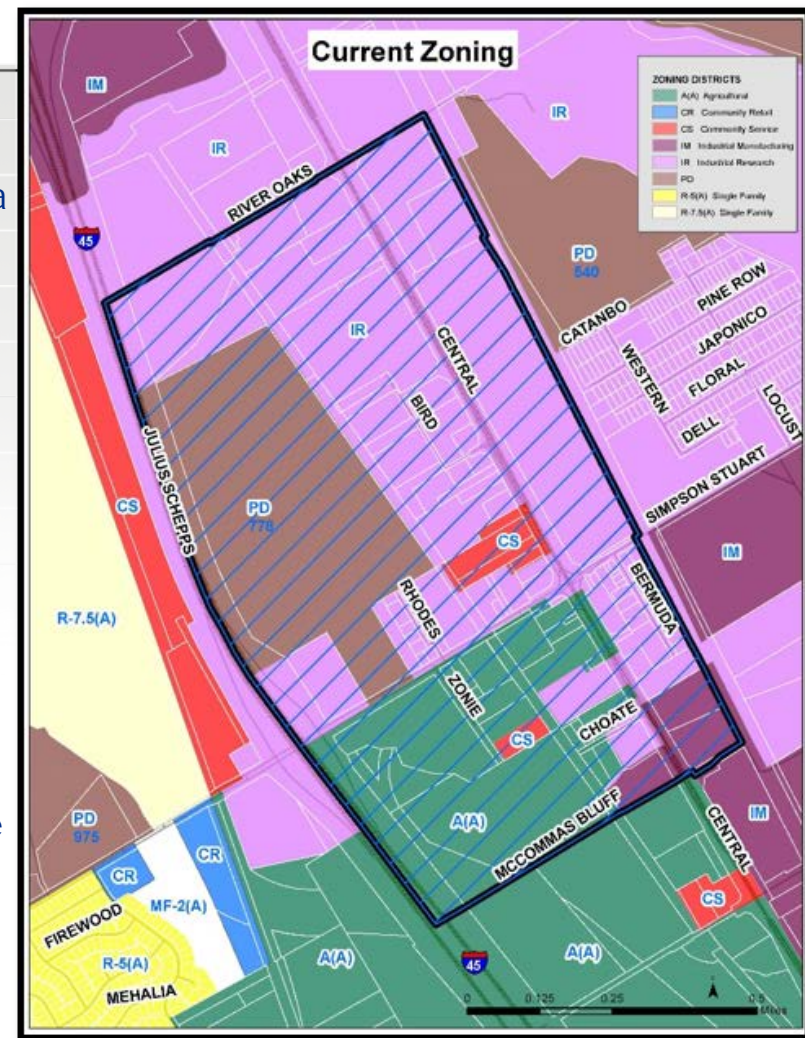 Current Zoning
ZONING DISTRICTS
A(A) Agricultural
CR Community Retail
CS Community Service
IM Industrial Manufacturing
IR Industrial Research
PD
R-5(A) Single Family
R-7.5(A) Single Family
IM
IR
IR
RIVER OAKS
a
45
PD
540
PINE ROW
CATANBO
JAPONICO
WESTERN
FLORAL
LOCUST
DELL
IR
CENTRAL
BIRD
JULIUS SCHEPPS
SIMPSON STUART
CS
PD
778
CS
IM
BERMUDA
RHODES
R-7.5(A)
ZONIE
CHOATE
CS
MCCOMMAS BLUFF
A(A)
CENTRAL
IM
PD
975
e
CR
CR
MF-2(A)
CS
FIREWOOD
R-5(A)
MEHALIA
A(A)
45
A(A)
0 0.125 0.25 0.5
Miles